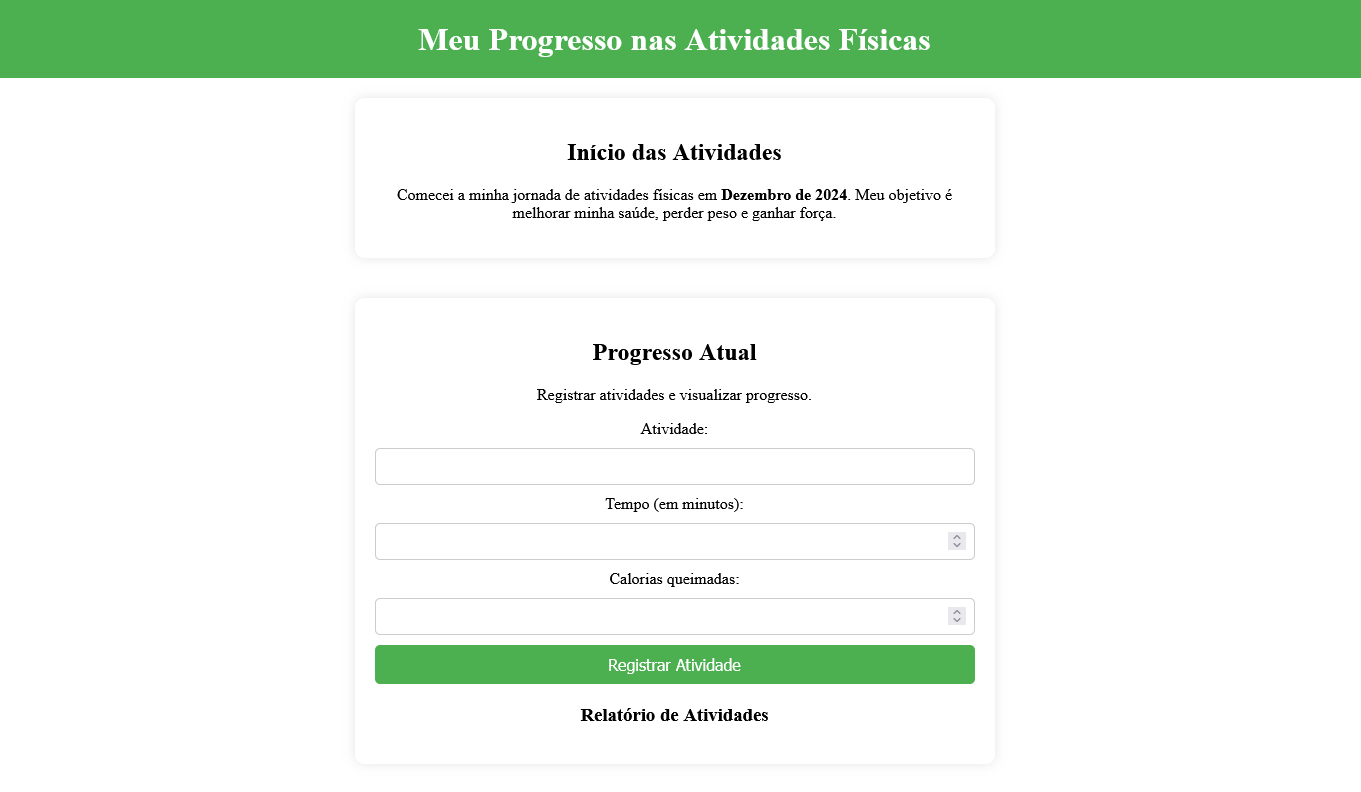 Meu Progresso nas Atividades Físicas
Início das Atividades
Comecei a minha jornada de atividades físicas em Dezembro de 2024. Meu objetivo é
melhorar minha saúde, perder peso e ganhar força.
Progresso Atual
Registrar atividades e visualizar progresso.
Atividade:
Tempo (em minutos):
Calorias queimadas:
Registrar Atividade
Relatório de Atividades